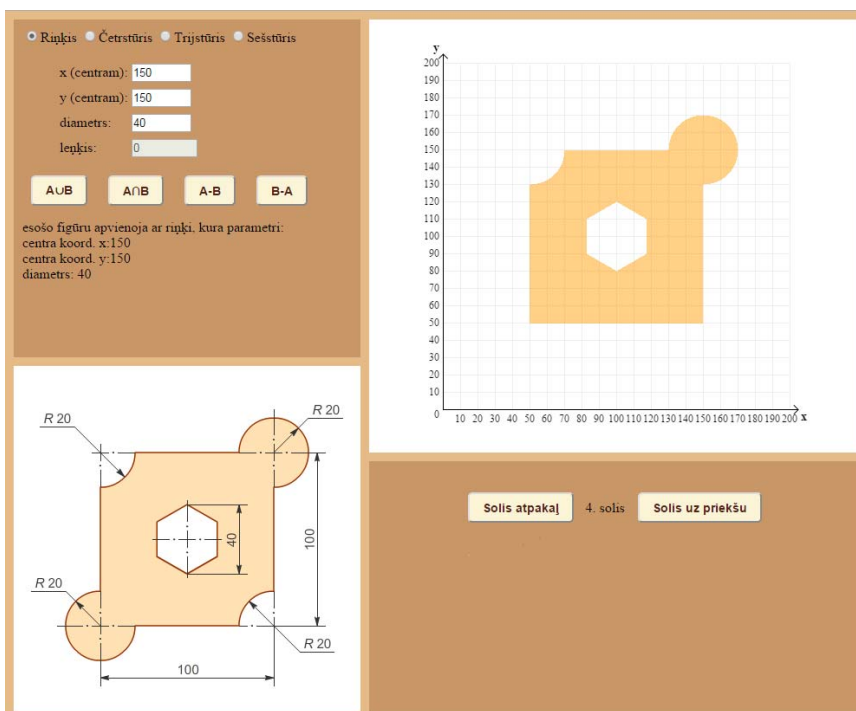 Riņķis Četrstūris Trijstūris Sešstūris
x (centram): 150
y (centram): 150
diametrs: 40
leņķis: 0
A∪B A∩B A-B B-A
esošo figūru apvienoja ar riņķi, kura parametri:
centra koord. x:150
centra koord. y:150
diametrs: 40
y
200
190
180
170
160
150
140
130
120
110
100
90
80
70
60
50
40
30
20
10
0
10 20 30 40 50 60 70 80 90 100 110 120 130 140 150 160 170 180 190 200 x
R 20
R 20
40
100
R 20
R 20
100
Solis atpakaļ 4. solis Solis uz priekšu